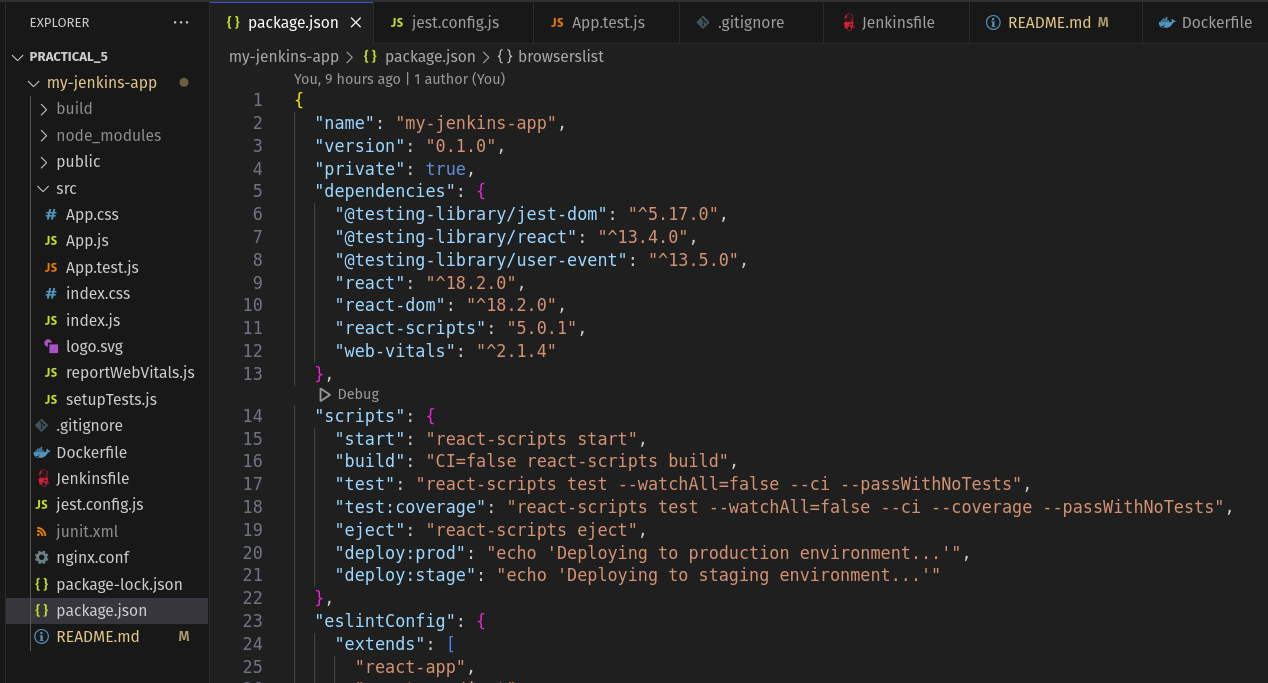 EXPLORER ···
PRACTICAL_5
my-jenkins-app
build
node_modules
public
src
# App.css
JS App.js
JS App.test.js
# index.css
JS index.js
logo.svg
JS reportWebVitals.js
JS setupTests.js
.gitignore
Dockerfile
Jenkinsfile
JS jest.config.js
junit.xml
nginx.conf
{} package-lock.json
{} package.json
README.md M
{} package.json JS jest.config.js JS App.test.js .gitignore Jenkinsfile README.md M Dockerfile
my-jenkins-app > {} package.json > {} browserslist
You, 9 hours ago | 1 author (You)
1 {
2 "name": "my-jenkins-app",
3 "version": "0.1.0",
4 "private": true,
5 "dependencies": {
6 "@testing-library/jest-dom": "^5.17.0",
7 "@testing-library/react": "^13.4.0",
8 "@testing-library/user-event": "^13.5.0",
9 "react": "^18.2.0",
10 "react-dom": "^18.2.0",
11 "react-scripts": "5.0.1",
12 "web-vitals": "^2.1.4"
13 },
Debug
14 "scripts": {
15 "start": "react-scripts start",
16 "build": "CI=false react-scripts build",
17 "test": "react-scripts test --watchAll=false --ci --passWithNoTests",
18 "test:coverage": "react-scripts test --watchAll=false --ci --coverage --passWithNoTests",
19 "eject": "react-scripts eject",
20 "deploy:prod": "echo 'Deploying to production environment...'",
21 "deploy:stage": "echo 'Deploying to staging environment...'"
22 },
23 "eslintConfig": {
24 "extends": [
25 "react-app",